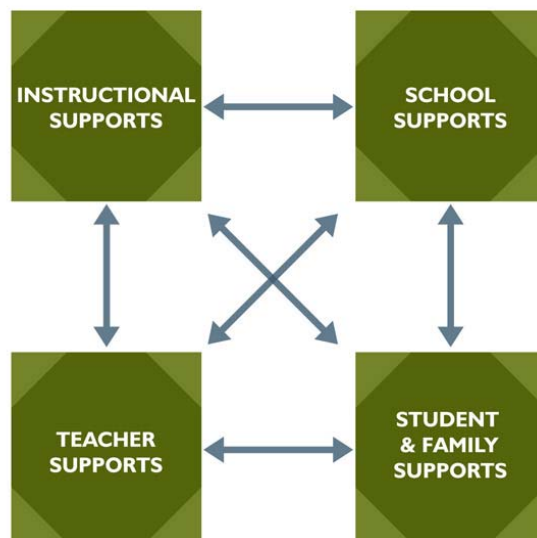 INSTRUCTIONAL
SUPPORTS
SCHOOL
SUPPORTS
TEACHER
SUPPORTS
STUDENT
& FAMILY
SUPPORTS